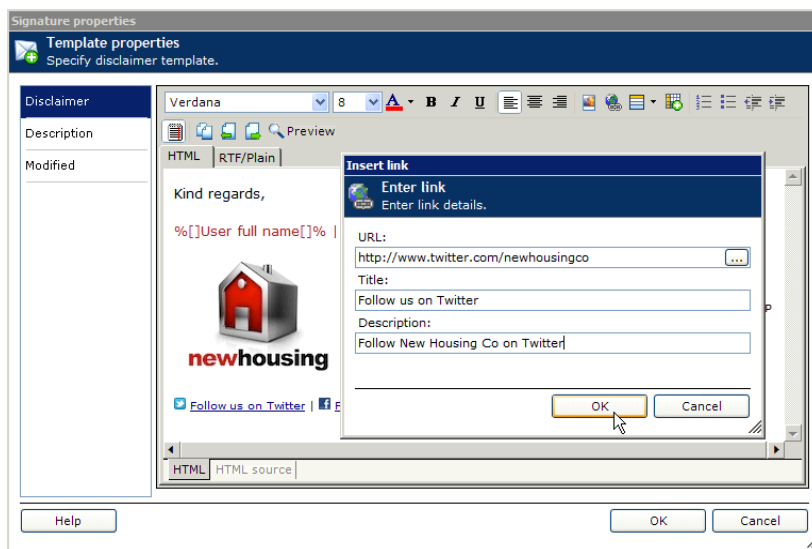 Signature properties
Template properties
Specify disclaimer template.
Disclaimer
Description
Modified
Verdana 8 A B I U
Preview
HTML RTF/Plain
Kind regards,
%[]User full name[]% |
newhousing
Follow us on Twitter |
Insert link
Enter link
Enter link details.
URL:
http://www.twitter.com/newhousingco
...
Title:
Follow us on Twitter
Description:
Follow New Housing Co on Twitter
OK Cancel
HTML HTML source
Help OK Cancel